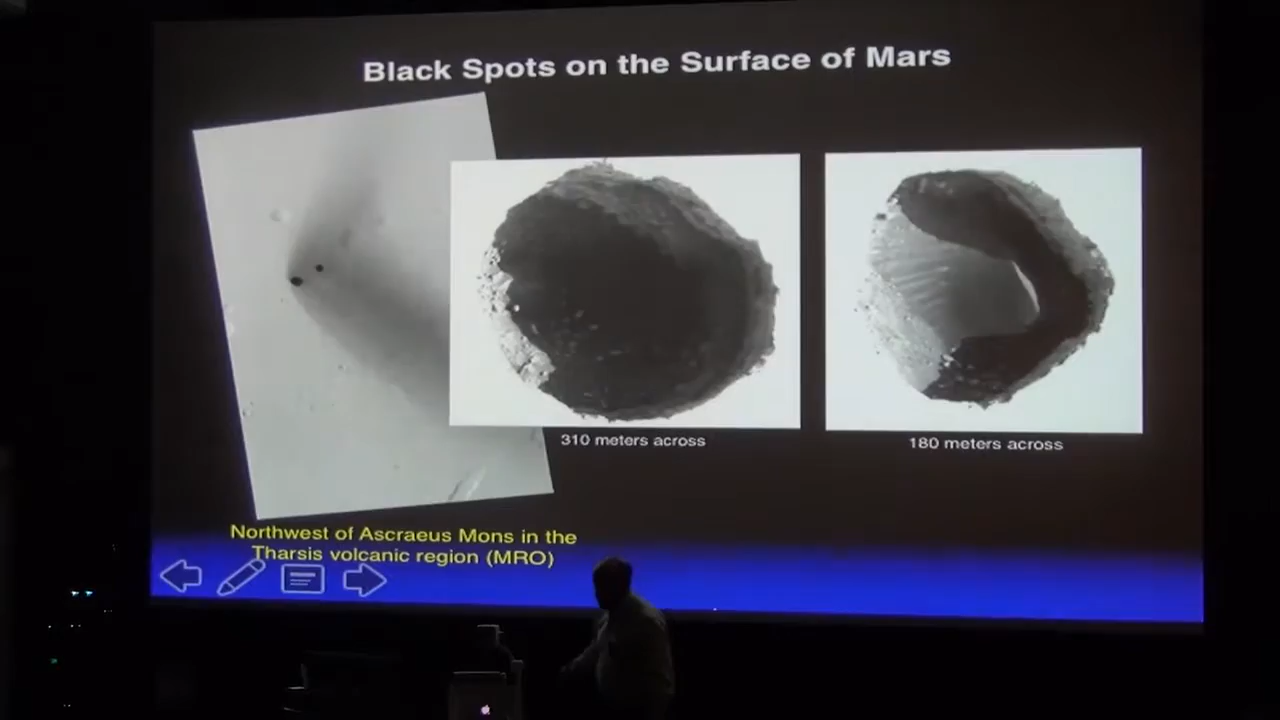 Black Spots on the Surface of Mars
310 meters across
180 meters across
Northwest of Ascraeus Mons in the
Tharsis volcanic region (MRO)